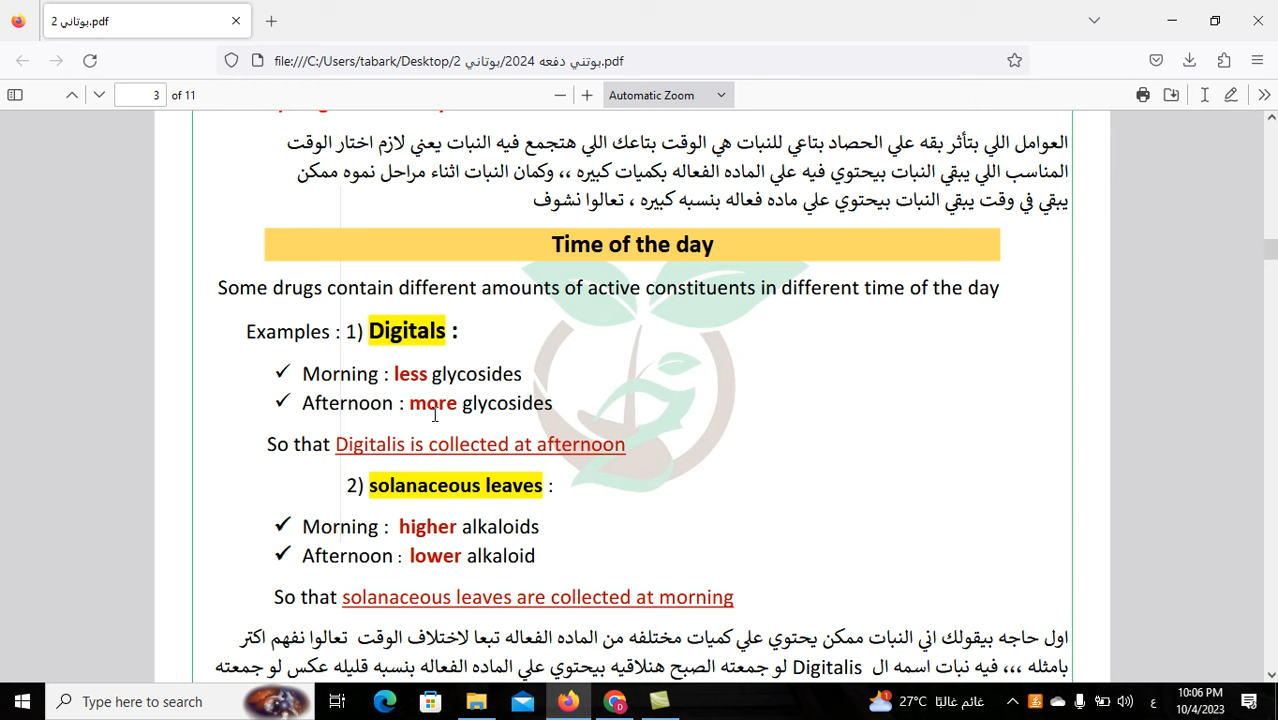 بوتاني 2.pdf
file:///C:/Users/tabark/Desktop/بوتني دفعه 2024/بوتاني 2.pdf
3 of 11
Automatic Zoom
العوامل اللي بتأثر بقه علي الحصاد بتاعي للنبات هي الوقت بتاعك اللي هتجمع فيه النبات يعني لازم اختار الوقت
المناسب اللي يبقي النبات بيحتوي فيه علي الماده الفعاله بكميات كبيره ،، وكمان النبات اثناء مراحل نموه ممكن
يبقي في وقت يبقي النبات بيحتوي علي ماده فعاله بنسبه كبيره ، تعالوا نشوف
Time of the day
Some drugs contain different amounts of active constituents in different time of the day
Examples : 1) Digitals :
✓ Morning : less glycosides
✓ Afternoon : more glycosides
So that Digitalis is collected at afternoon
2) solanaceous leaves :
✓ Morning : higher alkaloids
✓ Afternoon : lower alkaloid
So that solanaceous leaves are collected at morning
اول حاجه بيقولك اني النبات ممكن يحتوي علي كميات مختلفه من الماده الفعاله تبعا لاختلاف الوقت تعالوا نفهم اكتر
بامثله ،،، فيه نبات اسمه ال Digitalis لو جمعته الصبح هنلاقيه بيحتوي علي الماده الفعاله بنسبه قليله عكس لو جمعته
Type here to search
27°C غائم غالبًا
ع
10:06 PM
10/4/2023